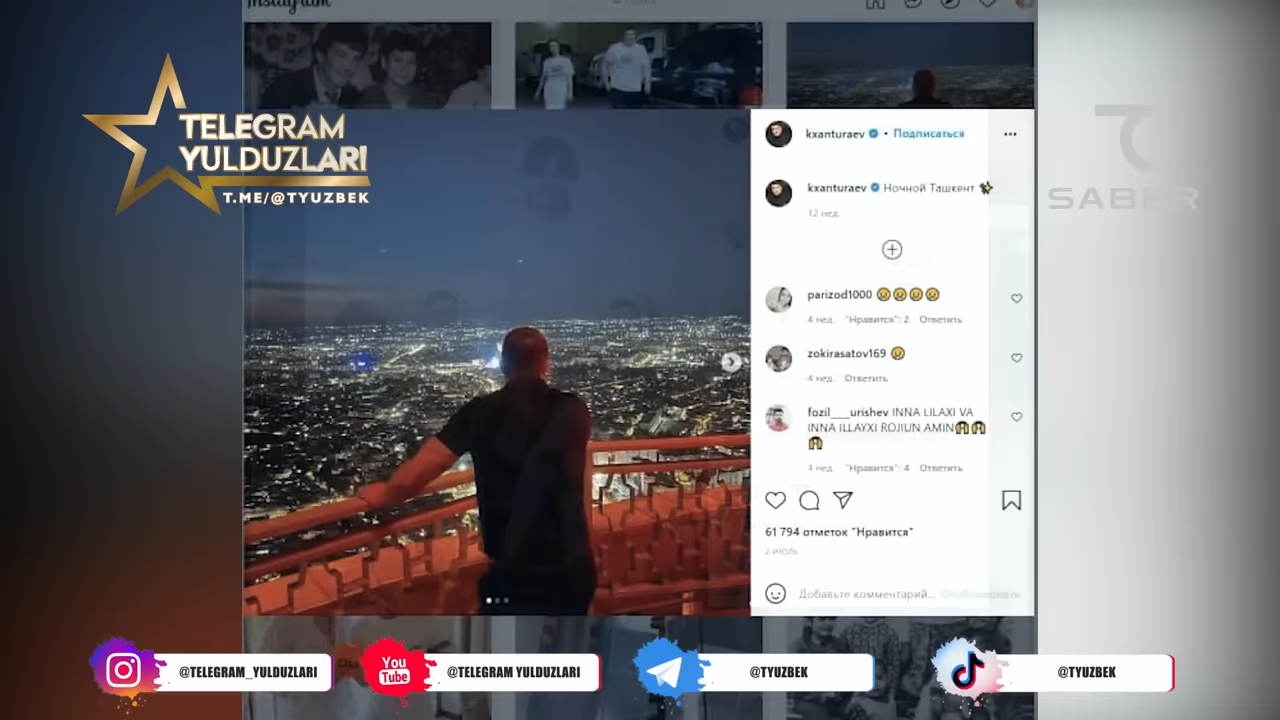 Instagram
TELEGRAM
YULDUZLARI
T.ME/@TYUZBEK
SABER
kxanturaev • Подписаться
kxanturaev Ночной Ташкент
12 нед.
parizod1000
4 нед. "Нравится": 2 Ответить
zokirasatov169
4 нед. Ответить
fozil___urishev INNA LILAXI VA
INNA ILLAYXI ROJIUN AMIN
4 нед. "Нравится": 4 Ответить
61 794 отметок "Нравится"
2 ИЮЛЬ
Добавьте комментарий... Опубликовать
@TELEGRAM_YULDUZLARI
You
Tube
@TELEGRAM YULDUZLARI
@TYUZBEK
@TYUZBEK